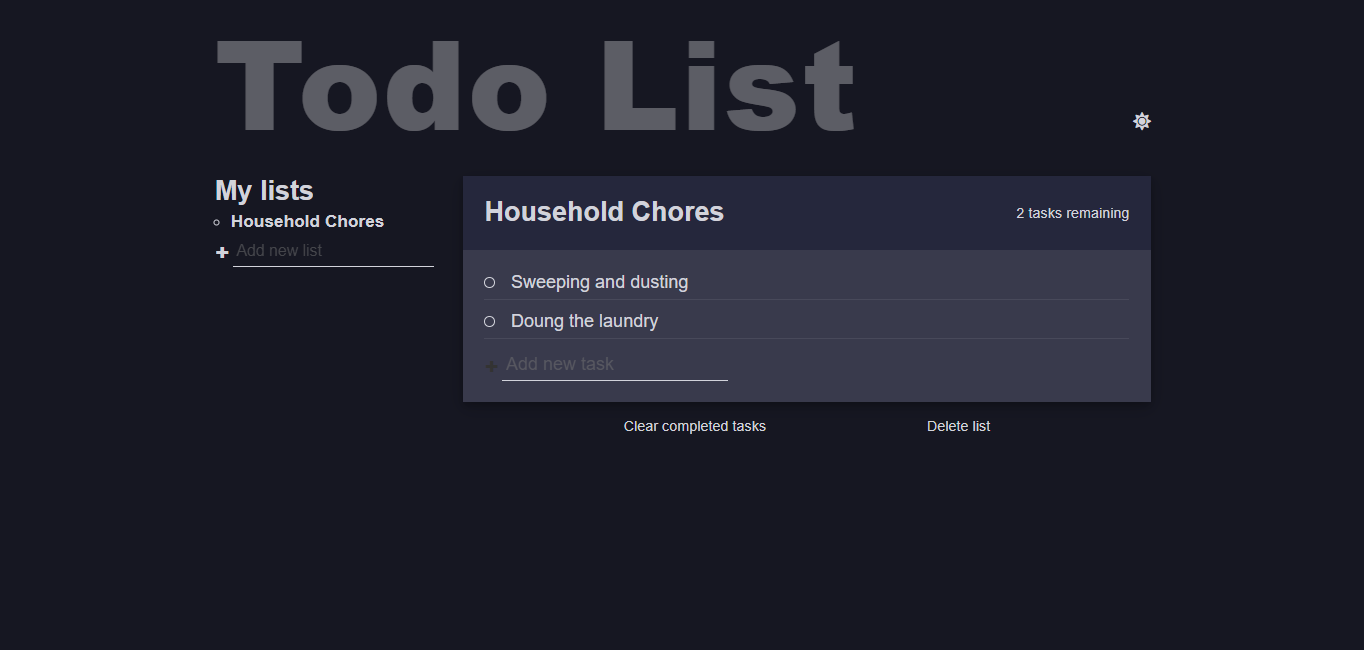 Todo List
My lists
Household Chores
Add new list
Household Chores
2 tasks remaining
Sweeping and dusting
Doung the laundry
Add new task
Clear completed tasks
Delete list